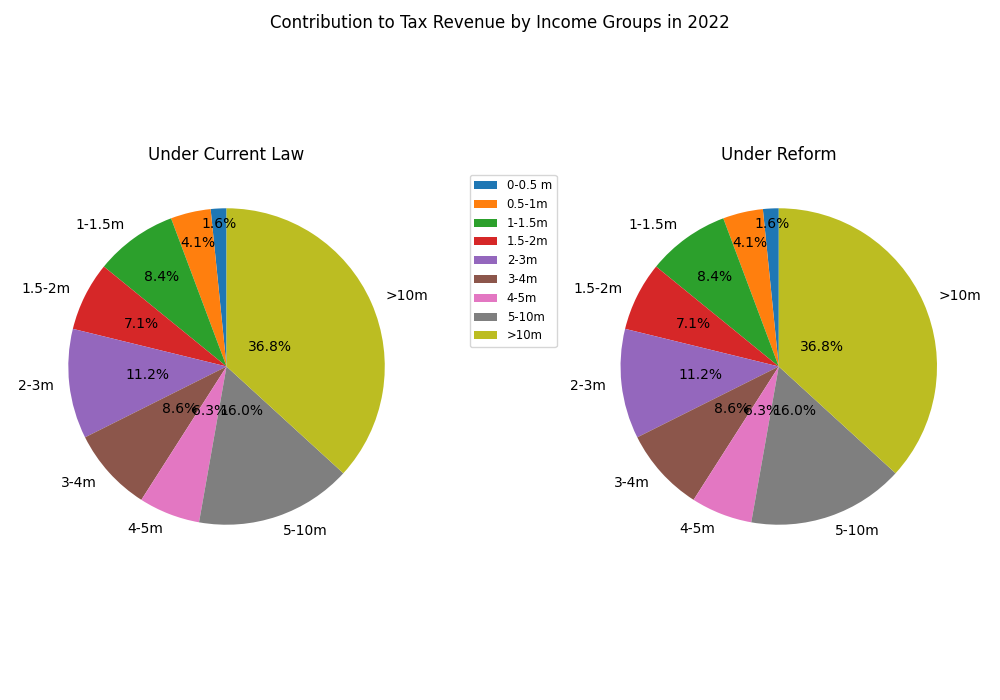 Contribution to Tax Revenue by Income Groups in 2022
Under Current Law
1.6%
4.1%
1-1.5m
8.4%
1.5-2m
7.1%
>10m
36.8%
2-3m
11.2%
8.6%
6.3%
16.0%
3-4m
4-5m
5-10m
0-0.5 m
0.5-1m
1-1.5m
1.5-2m
2-3m
3-4m
4-5m
5-10m
>10m
Under Reform
1.6%
4.1%
1-1.5m
8.4%
1.5-2m
7.1%
>10m
36.8%
2-3m
11.2%
8.6%
6.3%
16.0%
3-4m
4-5m
5-10m